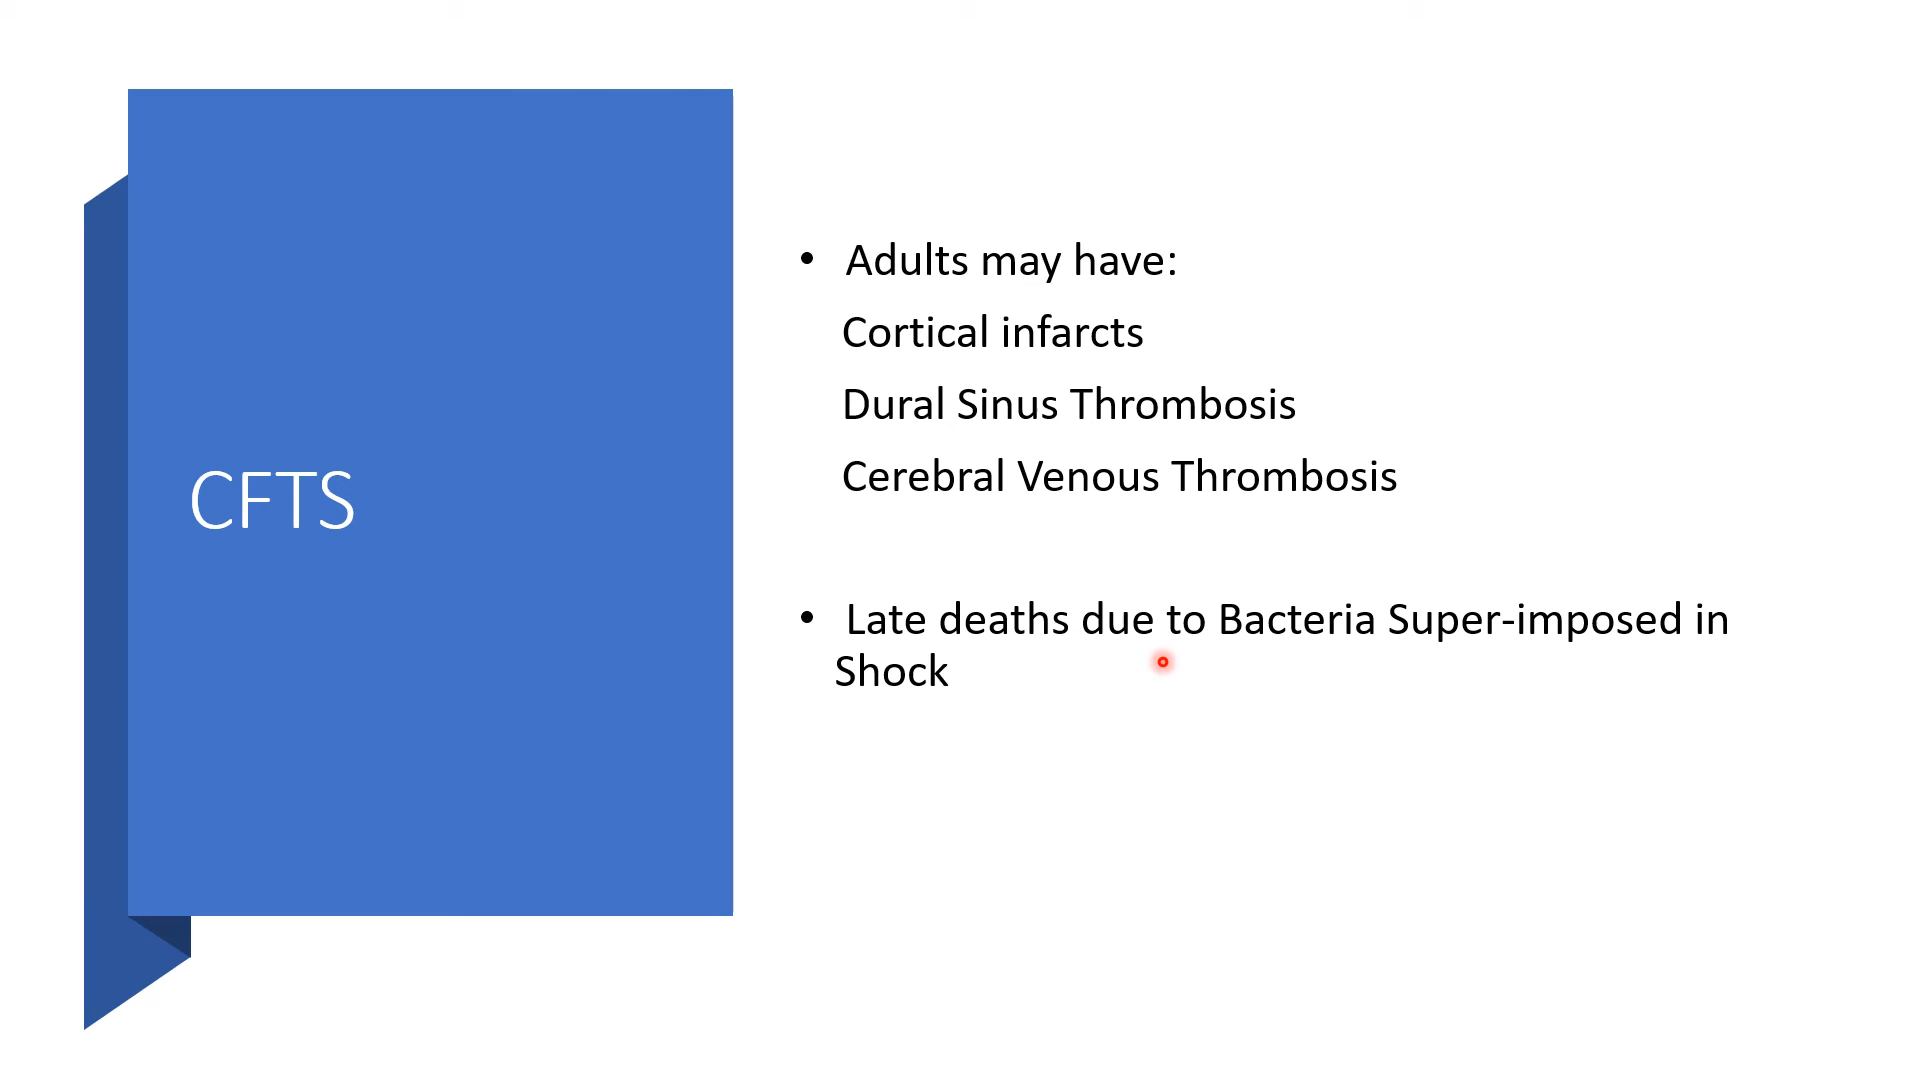 CFTS
• Adults may have:
Cortical infarcts
Dural Sinus Thrombosis
Cerebral Venous Thrombosis
• Late deaths due to Bacteria Super-imposed in
Shock